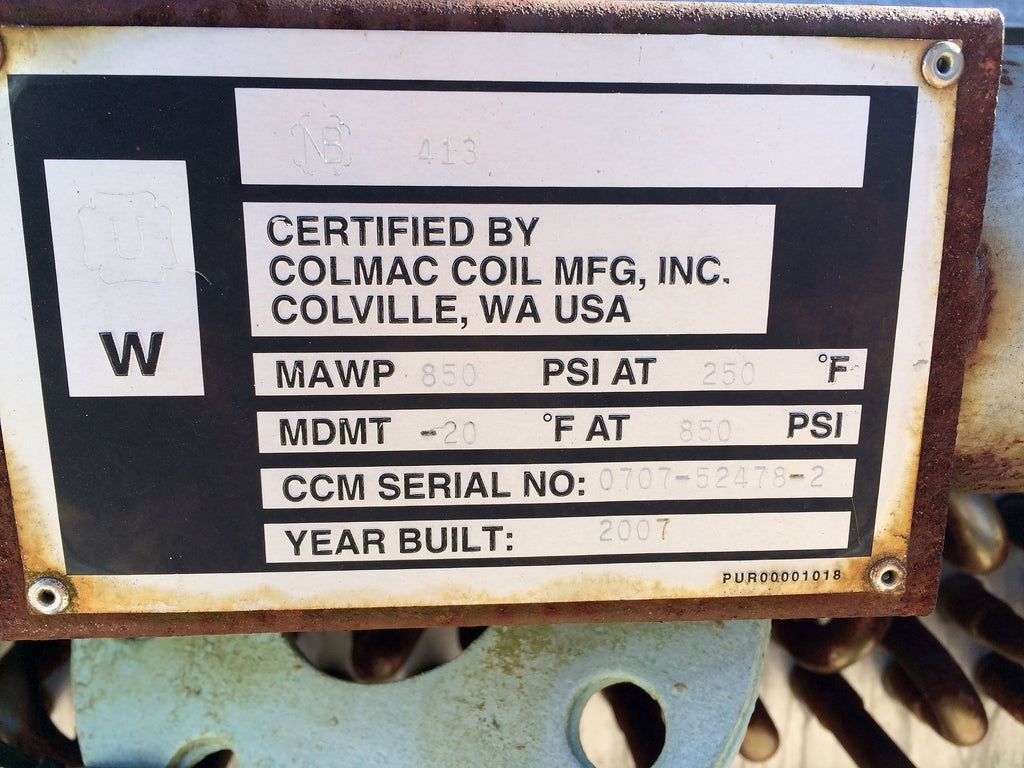 NB 413
U
W
CERTIFIED BY
COLMAC COIL MFG, INC.
COLVILLE, WA USA
MAWP 850 PSI AT 250 °F
MDMT -20 °F AT 850 PSI
CCM SERIAL NO: 0707-52478-2
YEAR BUILT: 2007
PUR00001018